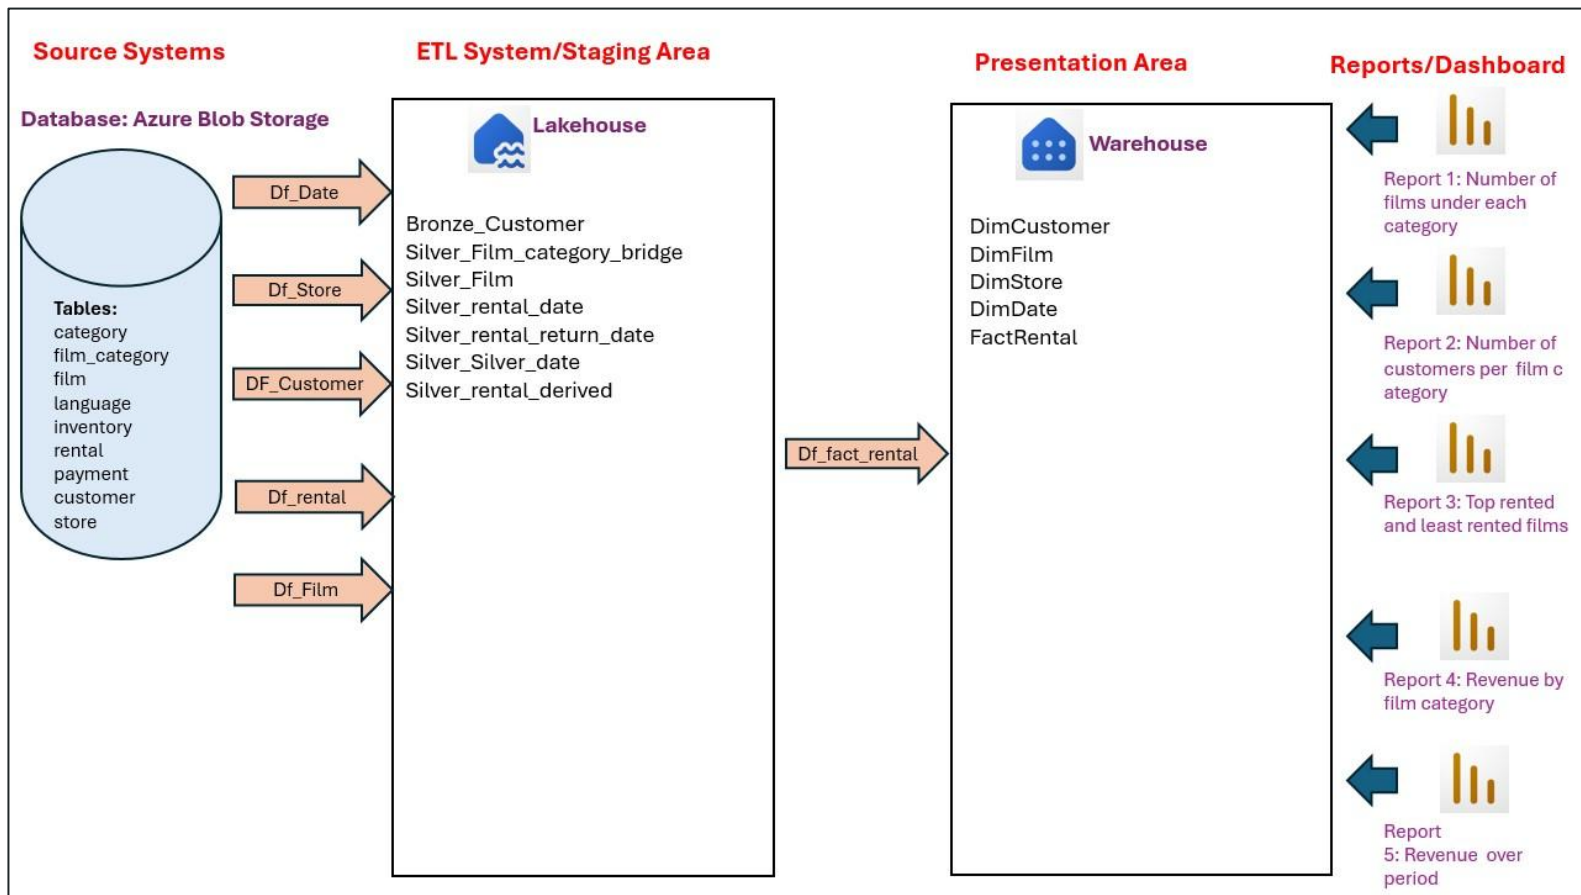 Source Systems
Database: Azure Blob Storage
Tables:
category
film_category
film
language
inventory
rental
payment
customer
store
Df_Date
Df_Store
DF_Customer
Df_rental
Df_Film
ETL System/Staging Area
Lakehouse
Bronze_Customer
Silver_Film_category_bridge
Silver_Film
Silver_rental_date
Silver_rental_return_date
Silver_Silver_date
Silver_rental_derived
Df_fact_rental
Presentation Area
Warehouse
DimCustomer
DimFilm
DimStore
DimDate
FactRental
Reports/Dashboard
Report 1: Number of
films under each
category
Report 2: Number of
customers per film c
ategory
Report 3: Top rented
and least rented films
Report 4: Revenue by
film category
Report
5: Revenue over
period